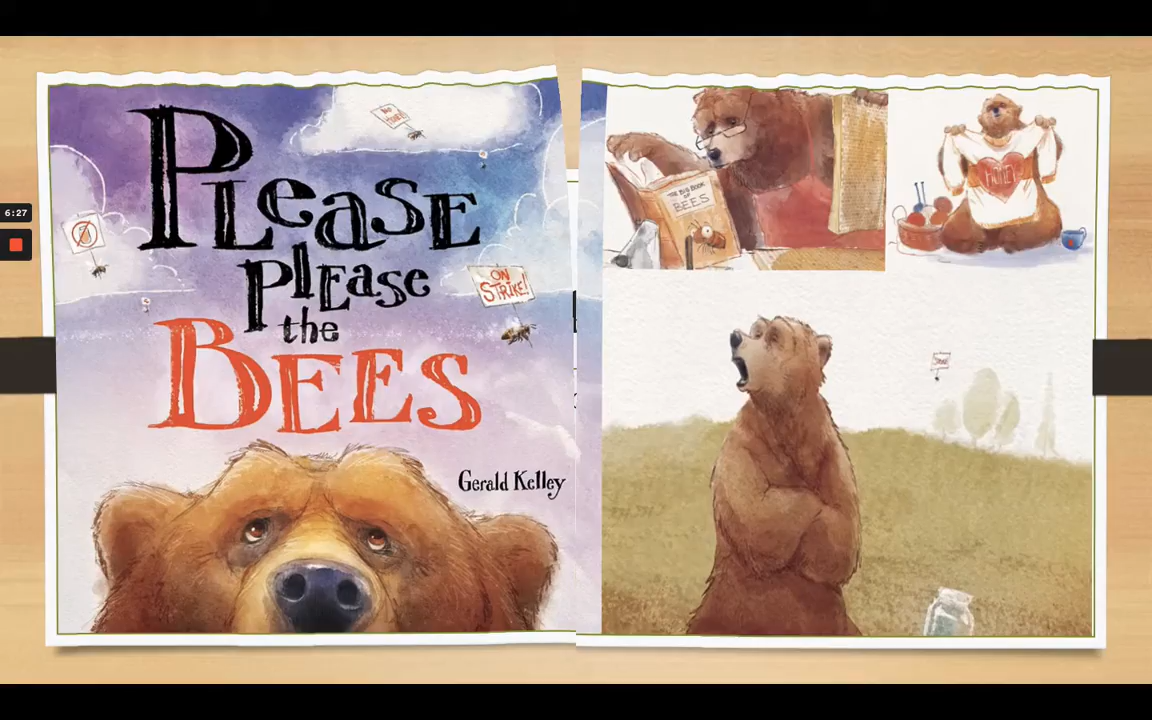 PLease
PlEase
the
BEES
Gerald Kelley
ON
STRIKE!
THE BIG BOOK
OF
BEES
6:27